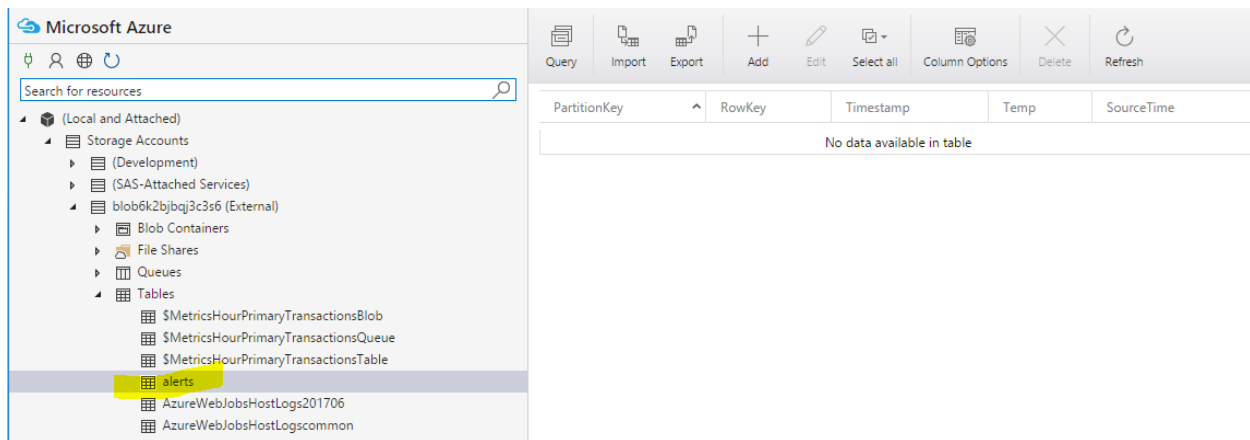 Microsoft Azure
Search for resources
(Local and Attached)
Storage Accounts
(Development)
(SAS-Attached Services)
blob6k2bjbqj3c3s6 (External)
Blob Containers
File Shares
Queues
Tables
$MetricsHourPrimaryTransactionsBlob
$MetricsHourPrimaryTransactionsQueue
$MetricsHourPrimaryTransactionsTable
alerts
AzureWebJobsHostLogs201706
AzureWebJobsHostLogscommon
Query Import Export Add Edit Select all Column Options Delete Refresh
PartitionKey RowKey Timestamp Temp SourceTime
No data available in table